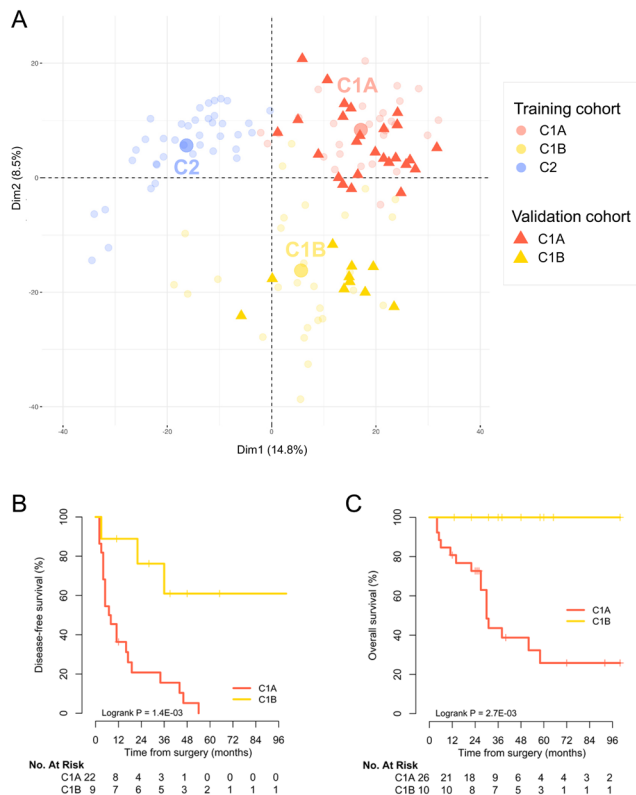 A
C1A
C2
C1B
20
0
-20
-40
Dim2 (8.5%)
-40
-20
0
20
40
Dim1 (14.8%)
Training cohort
C1A
C1B
C2
Validation cohort
C1A
C1B
B
100
80
60
40
20
0
Disease-free survival (%)
C1A
C1B
Logrank P = 1.4E-03
0 12 24 36 48 60 72 84 96
Time from surgery (months)
No. At Risk
C1A 22 8 4 3 1 0 0 0 0
C1B 9 7 6 5 3 2 1 1 1
C
100
80
60
40
20
0
Overall survival (%)
C1A
C1B
Logrank P = 2.7E-03
0 12 24 36 48 60 72 84 96
Time from surgery (months)
No. At Risk
C1A 26 21 18 9 6 4 4 3 2
C1B 10 10 8 7 5 3 1 1 1